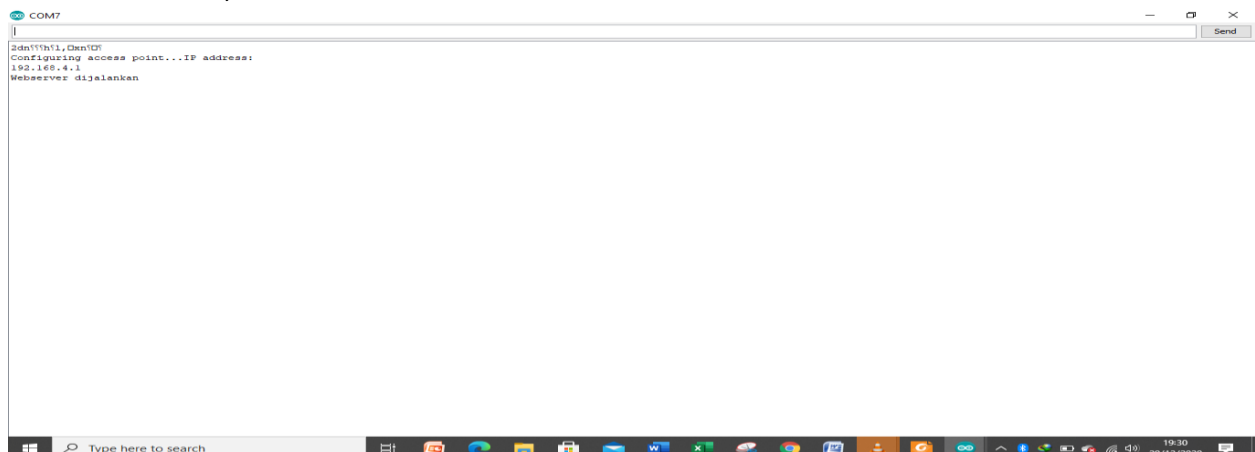 COM7
Send
Configuring access point...IP address:
192.168.4.1
Webserver dijalankan
Type here to search
19:30